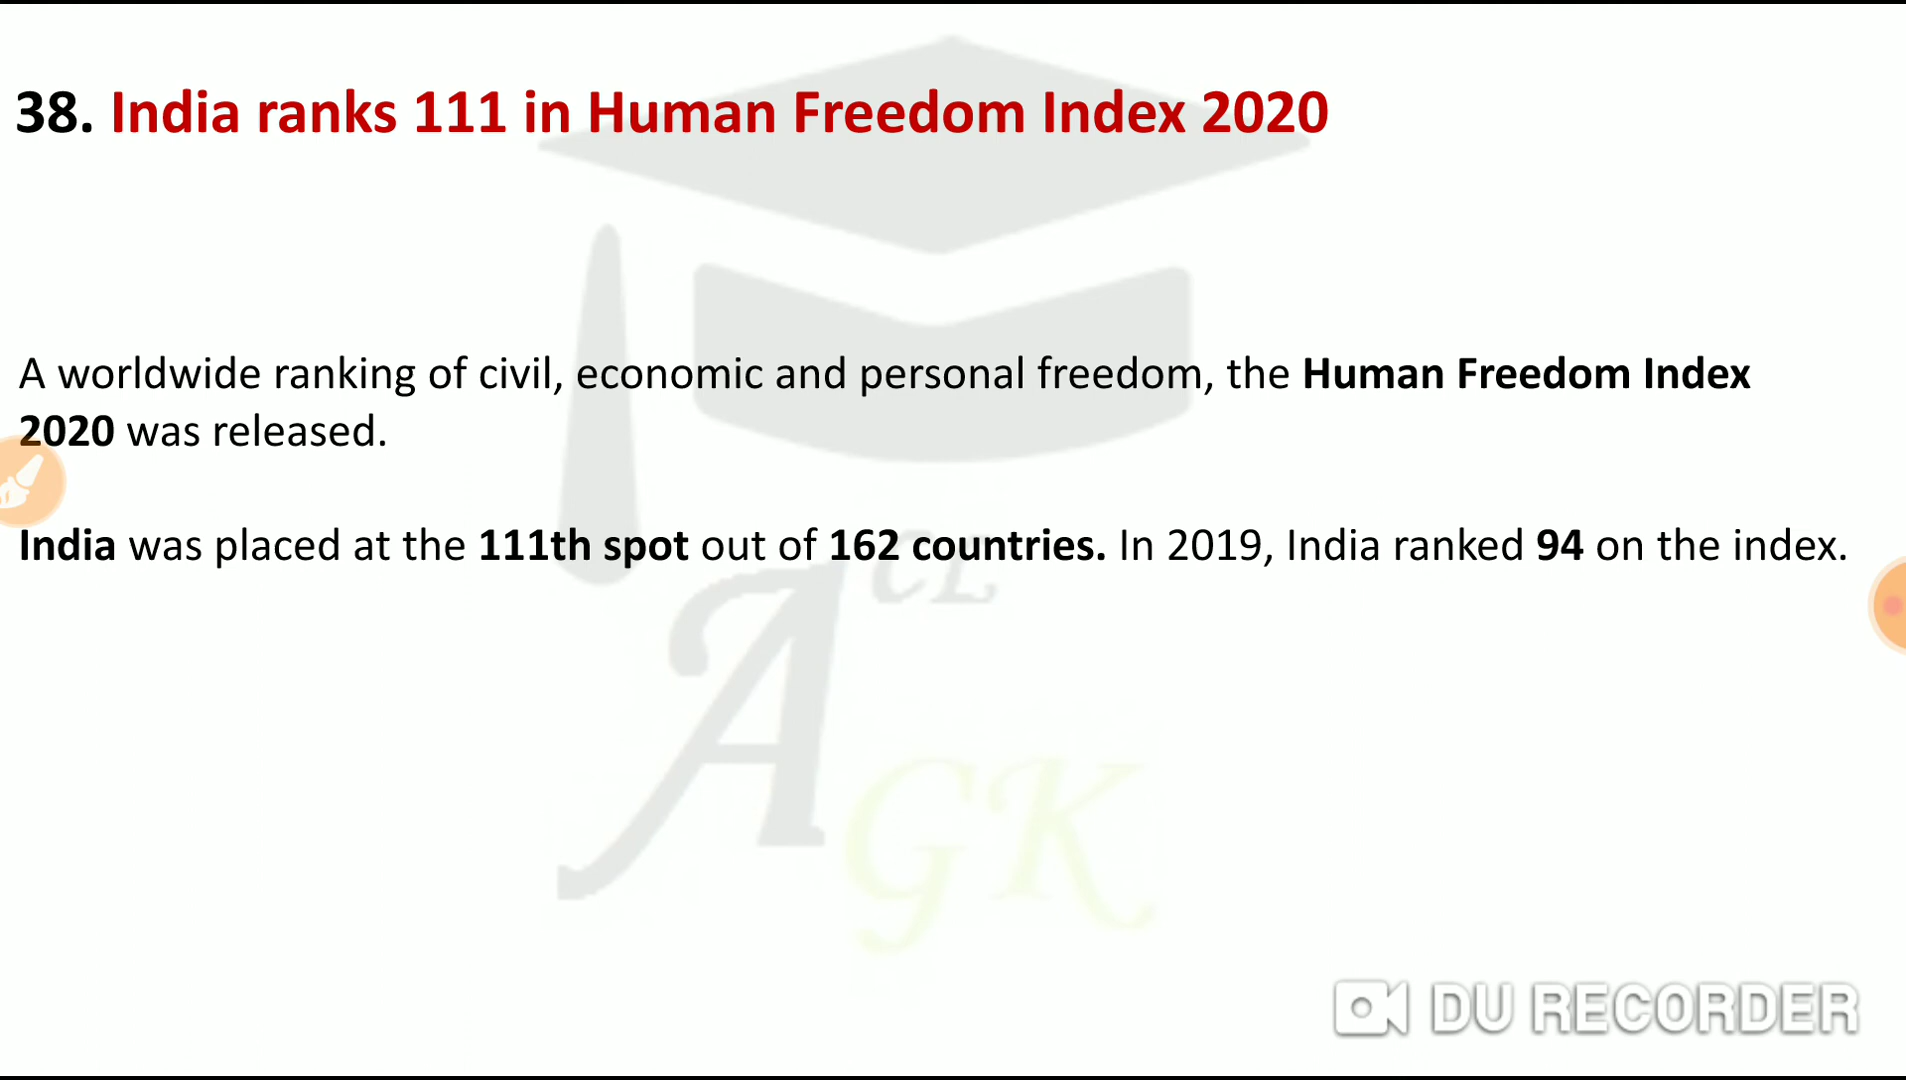 38. India ranks 111 in Human Freedom Index 2020
A worldwide ranking of civil, economic and personal freedom, the Human Freedom Index
2020 was released.
India was placed at the 111th spot out of 162 countries. In 2019, India ranked 94 on the index.
A CL
GK
DU RECORDER